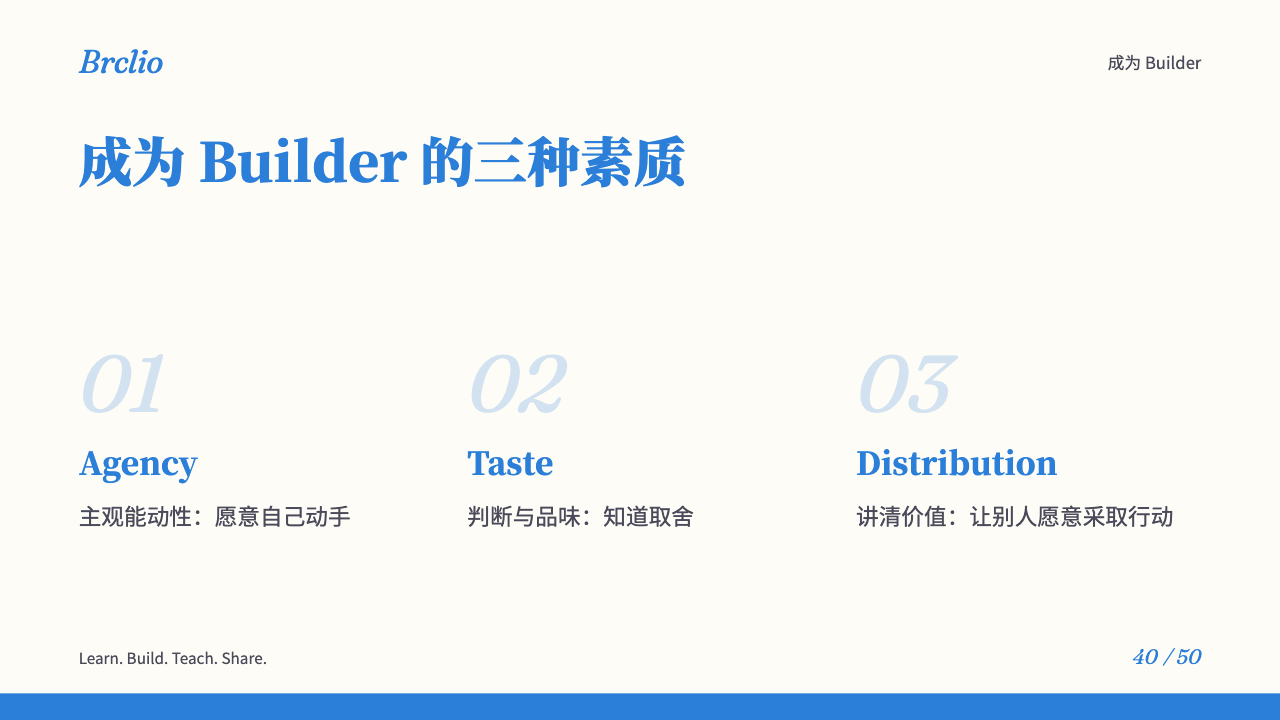 Brclio
成为 Builder
成为 Builder 的三种素质
01
Agency
主观能动性：愿意自己动手
02
Taste
判断与品味：知道取舍
03
Distribution
讲清价值：让别人愿意采取行动
Learn. Build. Teach. Share.
40 / 50